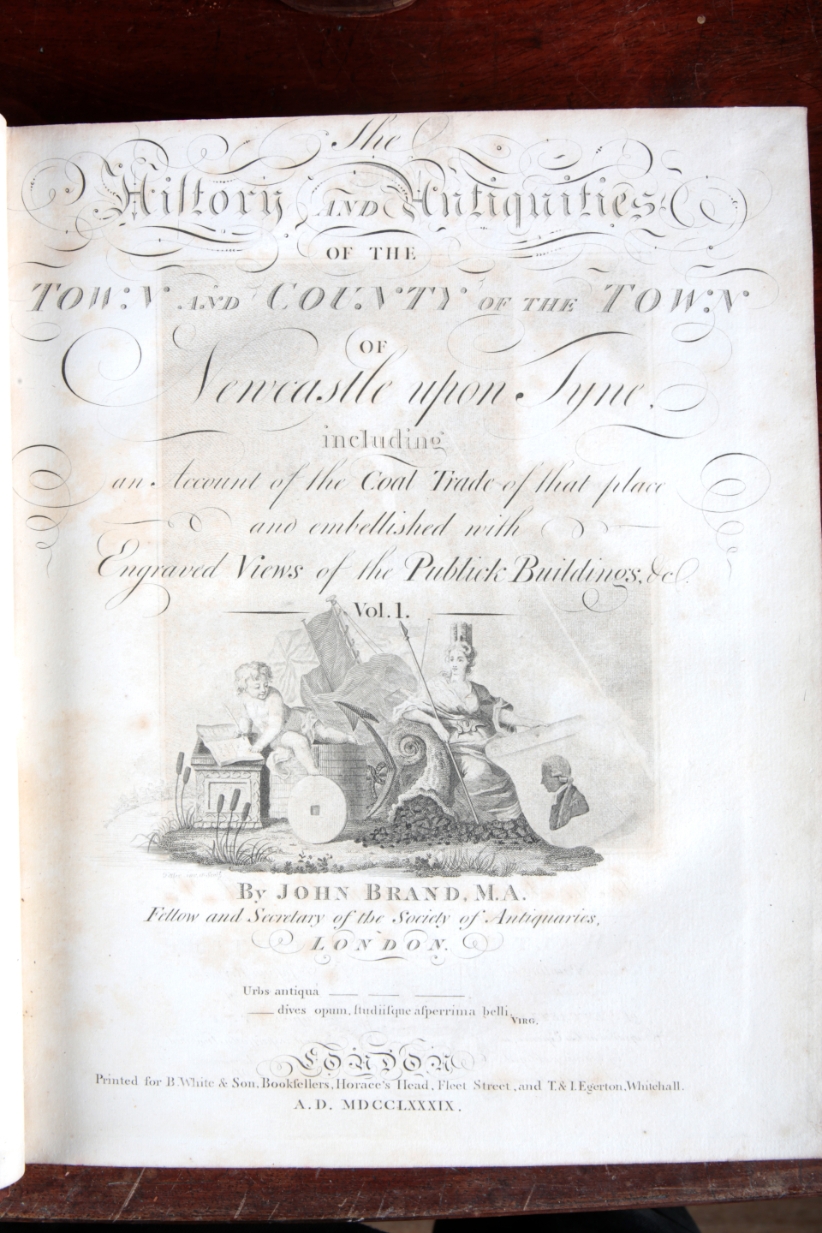 The
Hiſtory AND Antiquities
OF THE
TOWN AND COUNTY OF THE TOWN
OF
Newcastle upon Tyne,
including
an Account of the Coal Trade of that place
and embellished with
Engraved Views of the Publick Buildings, &c.
Vol. I.
By JOHN BRAND, M.A.
Fellow and Secretary of the Society of Antiquaries,
LONDON.
Urbs antiqua — — —
— dives opum, ſtudiiſque aſperrima belli, VIRG.
LONDON
Printed for B. White & Son, Bookſellers, Horace's Head, Fleet Street, and T. & I. Egerton, Whitehall.
A.D. MDCCLXXXIX.